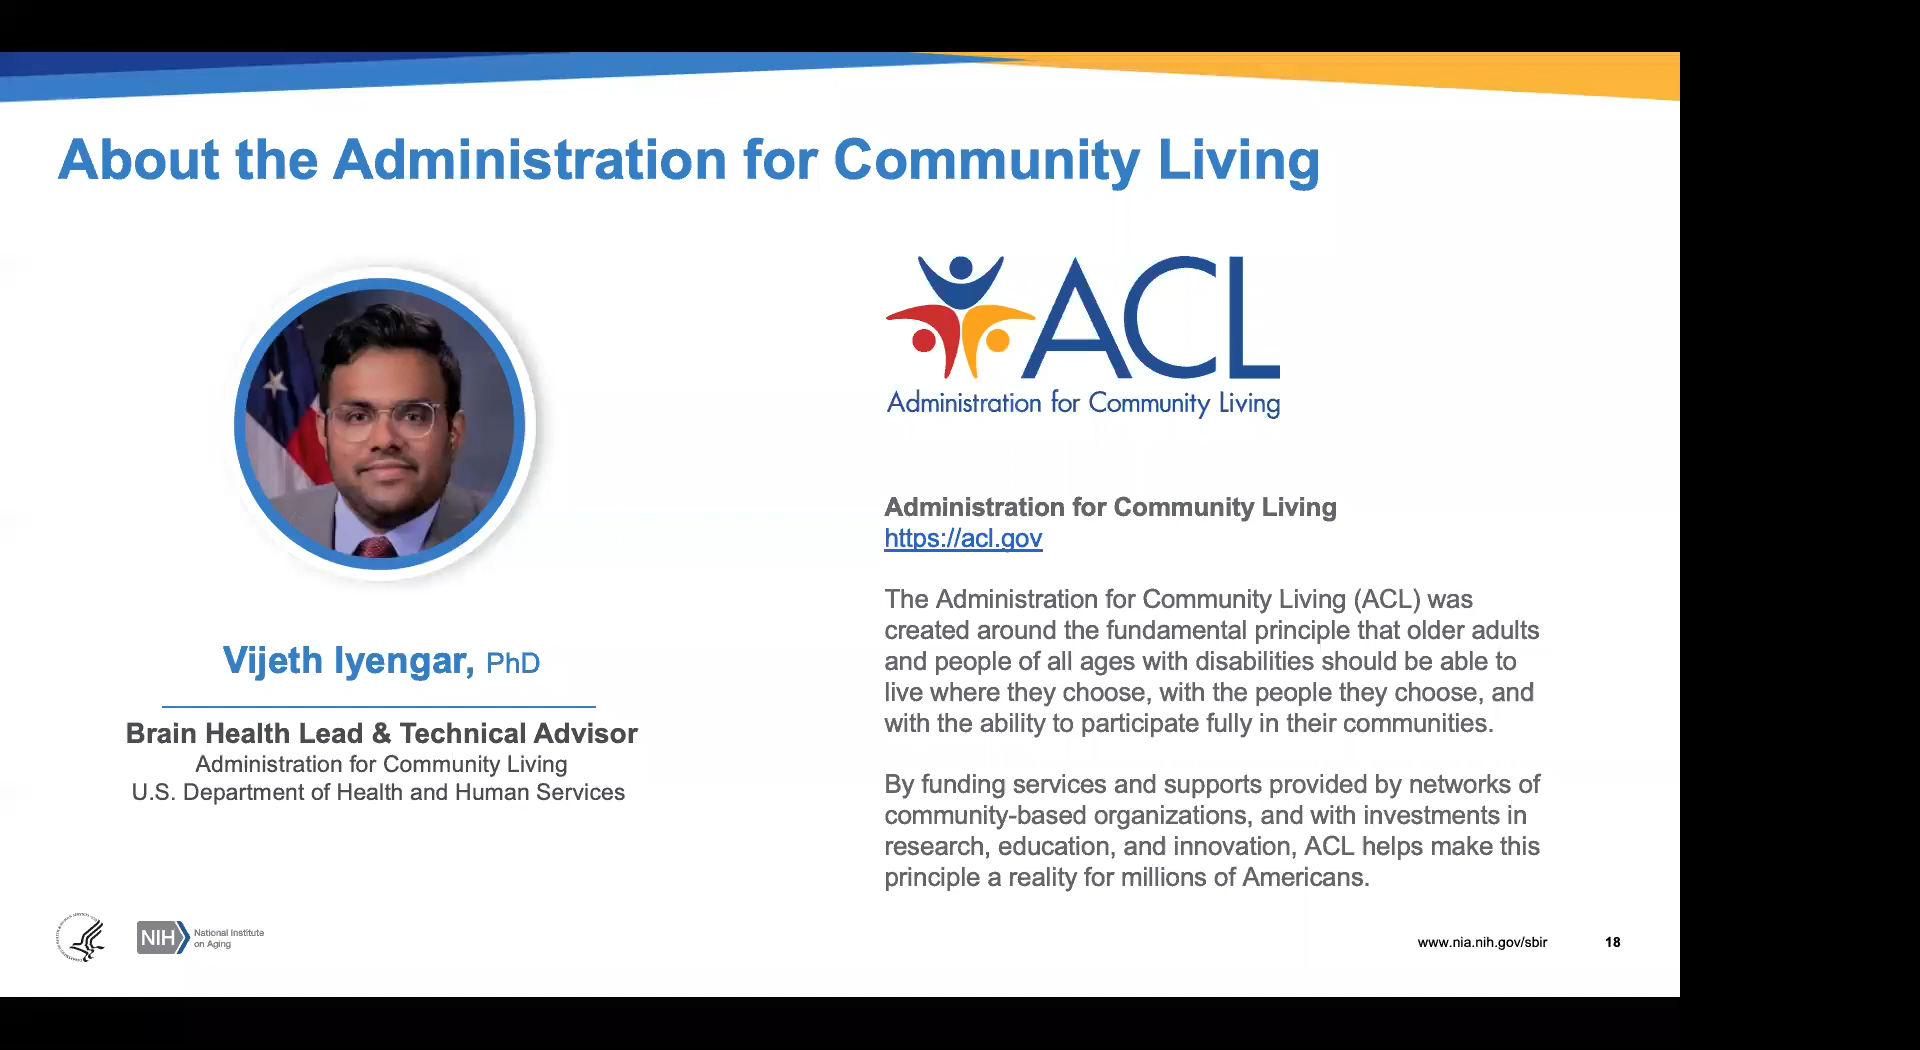 About the Administration for Community Living
Vijeth Iyengar, PhD
Brain Health Lead & Technical Advisor
Administration for Community Living
U.S. Department of Health and Human Services
ACL
Administration for Community Living
Administration for Community Living
https://acl.gov
The Administration for Community Living (ACL) was
created around the fundamental principle that older adults
and people of all ages with disabilities should be able to
live where they choose, with the people they choose, and
with the ability to participate fully in their communities.
By funding services and supports provided by networks of
community-based organizations, and with investments in
research, education, and innovation, ACL helps make this
principle a reality for millions of Americans.
NIH
National Institute
on Aging
www.nia.nih.gov/sbir
18